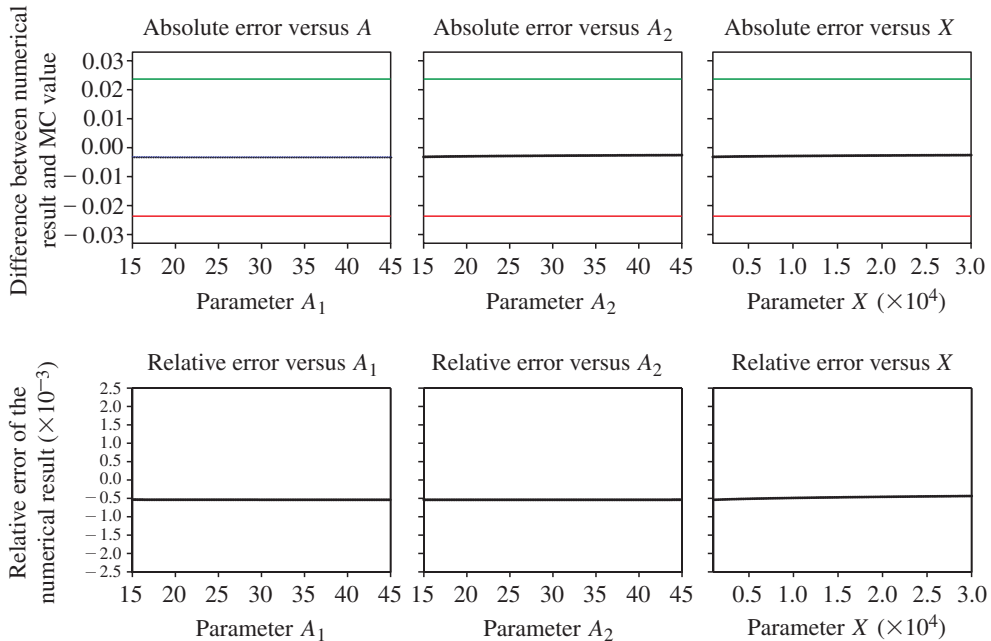 Absolute error versus A
Absolute error versus A2
Absolute error versus X
Difference between numerical
result and MC value
0.03
0.02
0.01
0.00
−0.01
−0.02
−0.03
15 20 25 30 35 40 45
15 20 25 30 35 40 45
0.5 1.0 1.5 2.0 2.5 3.0
Parameter A1
Parameter A2
Parameter X (×10⁴)
Relative error versus A1
Relative error versus A2
Relative error versus X
Relative error of the
numerical result (×10⁻³)
2.5
2.0
1.5
1.0
0.5
0.0
−0.5
−1.0
−1.5
−2.0
−2.5
15 20 25 30 35 40 45
15 20 25 30 35 40 45
0.5 1.0 1.5 2.0 2.5 3.0
Parameter A1
Parameter A2
Parameter X (×10⁴)